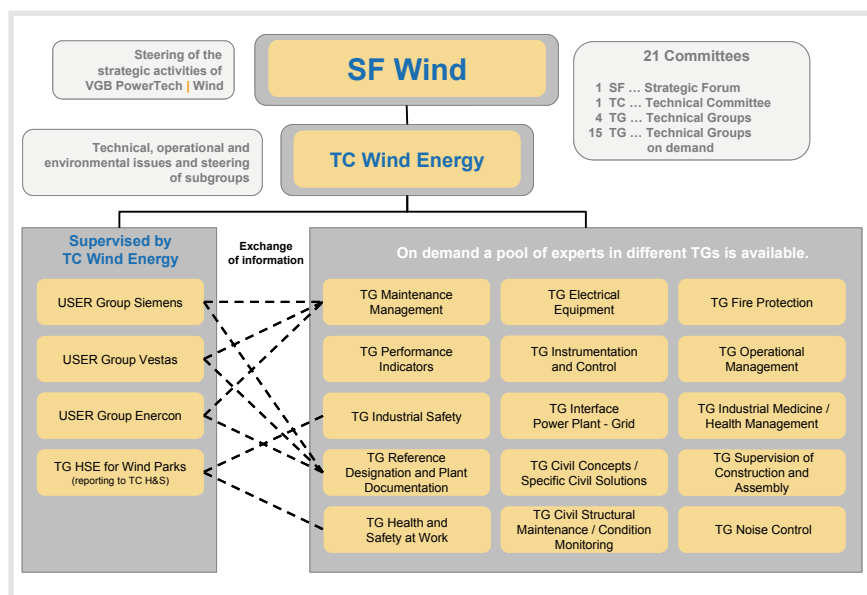 Steering of the
strategic activities of
VGB PowerTech | Wind
SF Wind
21 Committees
1 SF ... Strategic Forum
1 TC ... Technical Committee
4 TG ... Technical Groups
15 TG ... Technical Groups
on demand
Technical, operational and
environmental issues and steering
of subgroups
TC Wind Energy
Supervised by
TC Wind Energy
USER Group Siemens
USER Group Vestas
USER Group Enercon
TG HSE for Wind Parks
(reporting to TC H&S)
Exchange
of information
On demand a pool of experts in different TGs is available.
TG Maintenance
Management
TG Electrical
Equipment
TG Fire Protection
TG Performance
Indicators
TG Instrumentation
and Control
TG Operational
Management
TG Industrial Safety
TG Interface
Power Plant - Grid
TG Industrial Medicine /
Health Management
TG Reference
Designation and Plant
Documentation
TG Civil Concepts /
Specific Civil Solutions
TG Supervision of
Construction and
Assembly
TG Health and
Safety at Work
TG Civil Structural
Maintenance / Condition
Monitoring
TG Noise Control